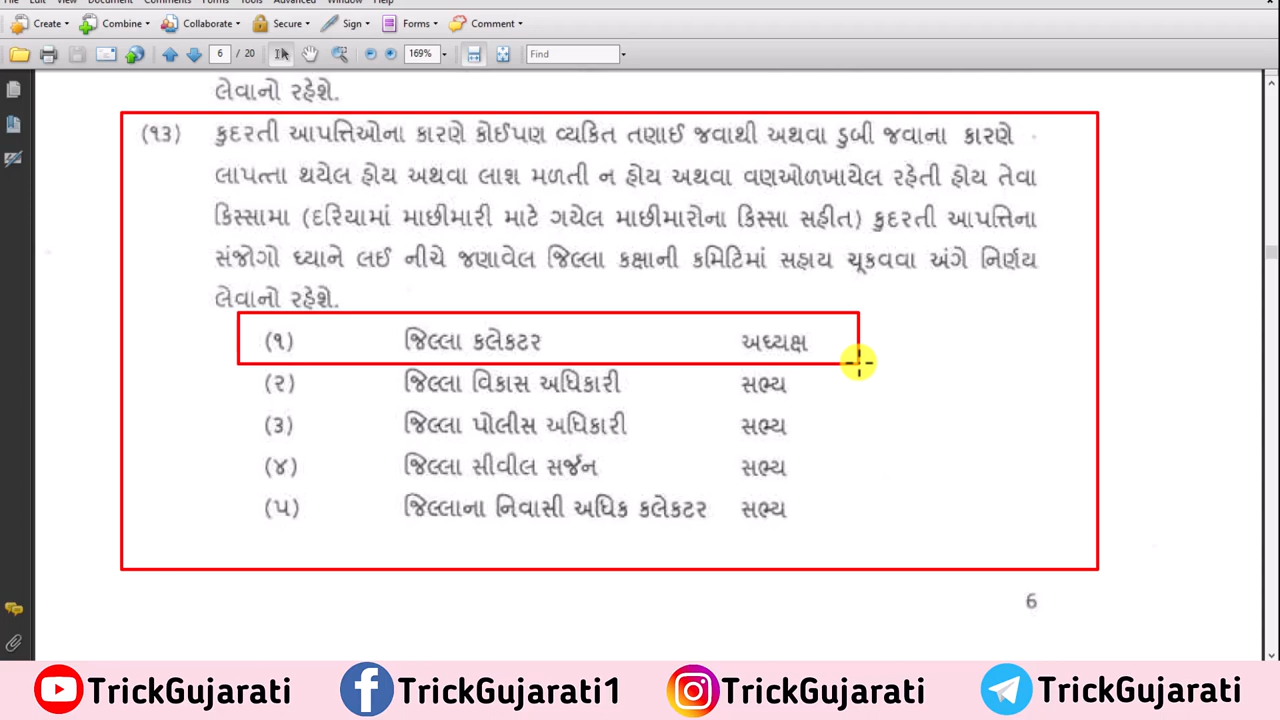 File Edit View Document Comments Forms Tools Advanced Window Help
Create Combine Collaborate Secure Sign Forms Comment
6 / 20 169% Find
લેવાનો રહેશે.
(૧૩) કુદરતી આપત્તિઓના કારણે કોઈપણ વ્યકિત તણાઈ જવાથી અથવા ડુબી જવાના કારણે
લાપત્તા થયેલ હોય અથવા લાશ મળતી ન હોય અથવા વણઓળખાયેલ રહેતી હોય તેવા
કિસ્સામા (દરિયામાં માછીમારી માટે ગયેલ માછીમારોના કિસ્સા સહીત) કુદરતી આપત્તિના
સંજોગો ધ્યાને લઈ નીચે જણાવેલ જિલ્લા કક્ષાની કમિટિમાં સહાય ચૂકવવા અંગે નિર્ણય
લેવાનો રહેશે.
(૧) જિલ્લા કલેકટર અધ્યક્ષ
(૨) જિલ્લા વિકાસ અધિકારી સભ્ય
(૩) જિલ્લા પોલીસ અધિકારી સભ્ય
(૪) જિલ્લા સીવીલ સર્જન સભ્ય
(૫) જિલ્લાના નિવાસી અધિક કલેકટર સભ્ય
6
TrickGujarati TrickGujarati1 TrickGujarati TrickGujarati